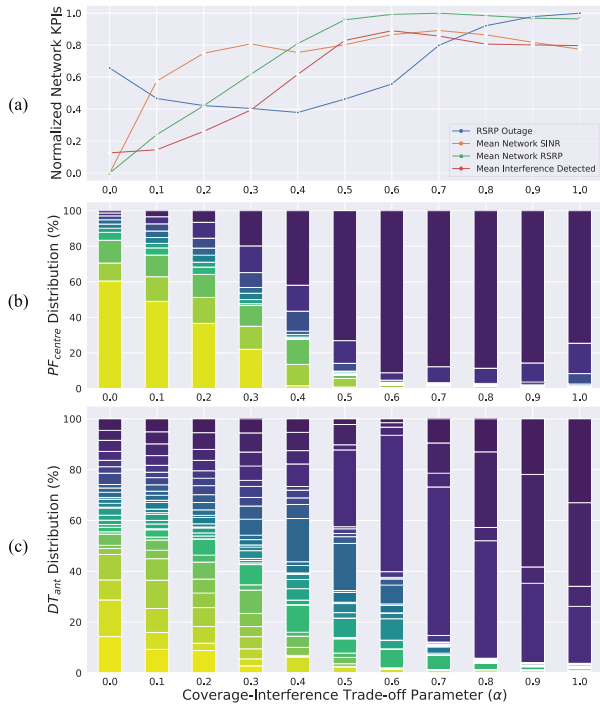 (a)
Normalized Network KPIs
1.0
0.8
0.6
0.4
0.2
0.0
RSRP Outage
Mean Network SINR
Mean Network RSRP
Mean Interference Detected
0.0 0.1 0.2 0.3 0.4 0.5 0.6 0.7 0.8 0.9 1.0
(b)
PFcentre Distribution (%)
100
80
60
40
20
0
0.0 0.1 0.2 0.3 0.4 0.5 0.6 0.7 0.8 0.9 1.0
(c)
DTant Distribution (%)
100
80
60
40
20
0
0.0 0.1 0.2 0.3 0.4 0.5 0.6 0.7 0.8 0.9 1.0
Coverage-Interference Trade-off Parameter (α)